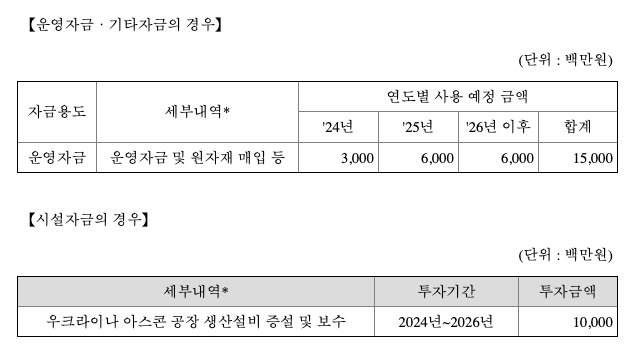 【운영자금 · 기타자금의 경우】
(단위 : 백만원)
자금용도 세부내역* 연도별 사용 예정 금액
'24년 '25년 '26년 이후 합계
운영자금 운영자금 및 원자재 매입 등 3,000 6,000 6,000 15,000
【시설자금의 경우】
(단위 : 백만원)
세부내역* 투자기간 투자금액
우크라이나 아스콘 공장 생산설비 증설 및 보수 2024년~2026년 10,000